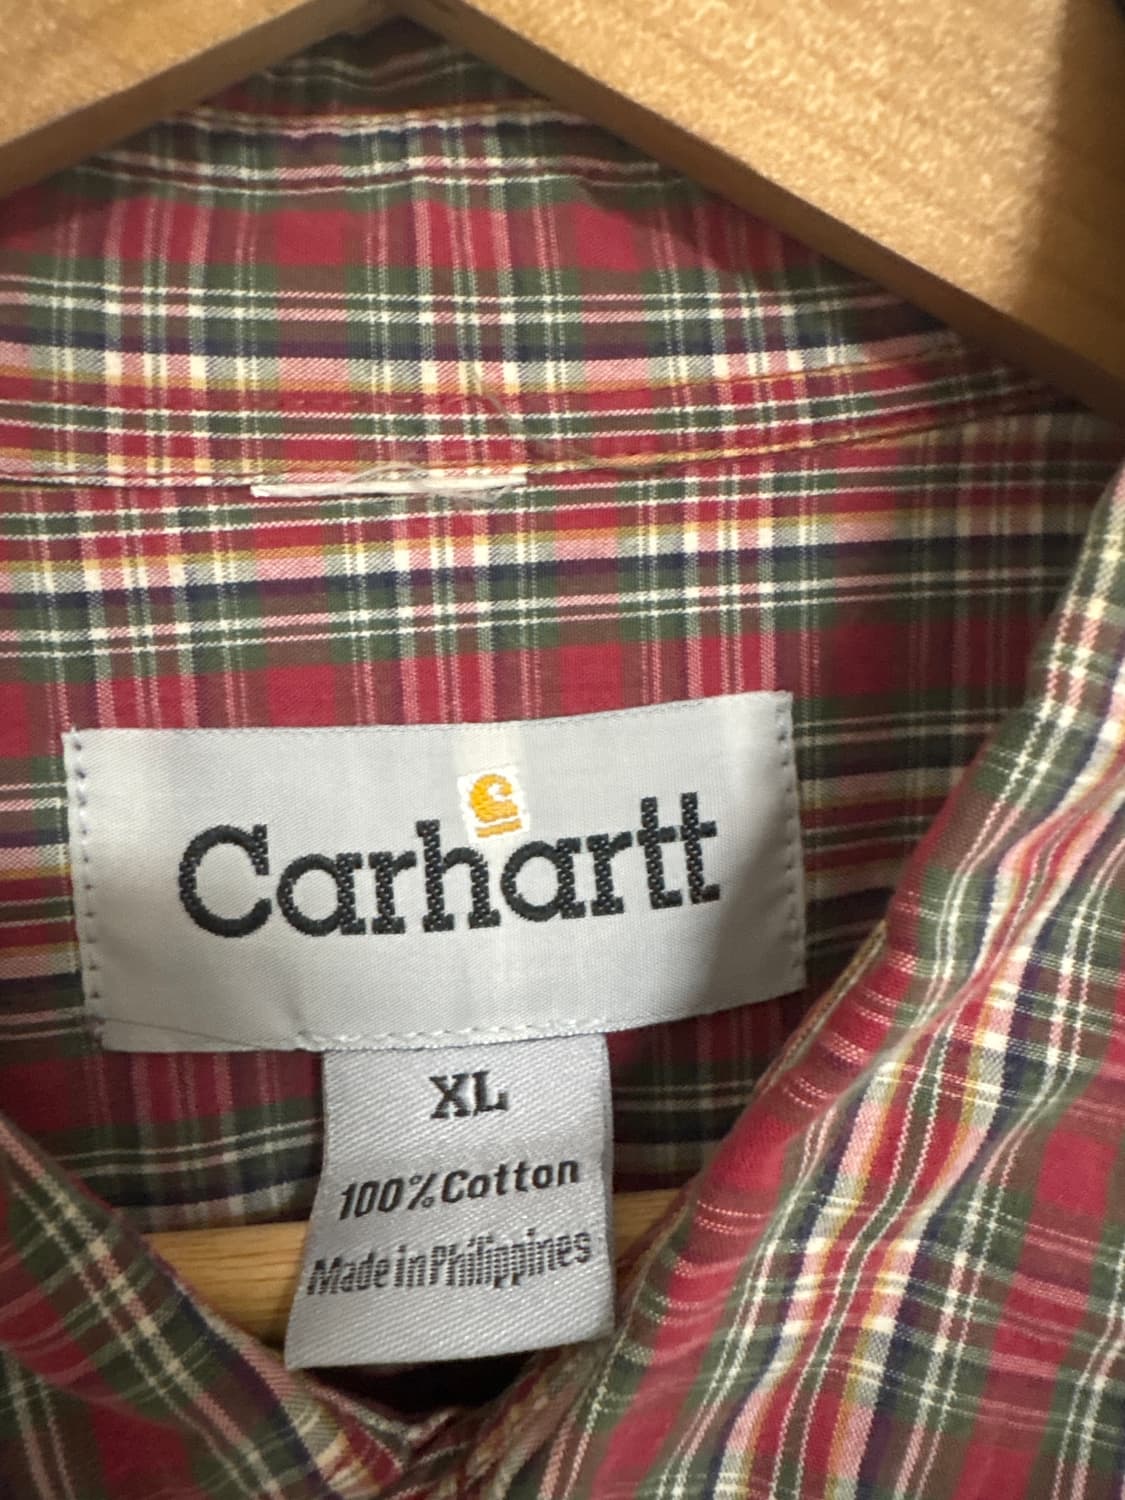 Carhartt
XL
100% Cotton
Made in Philippines